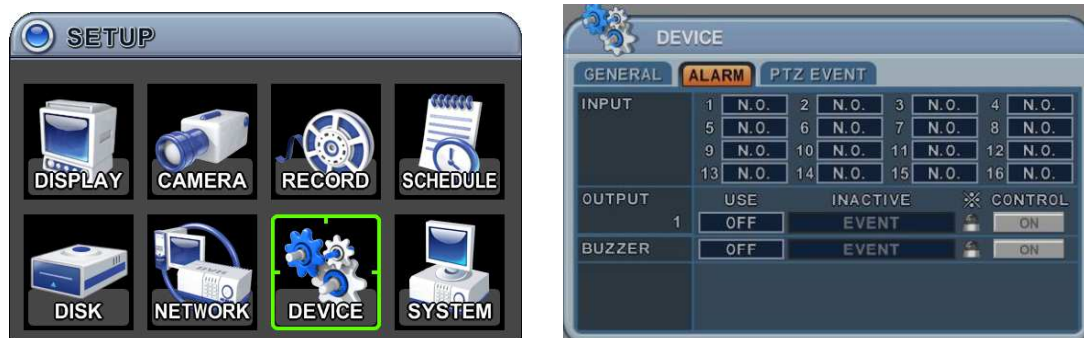 SETUP
DISPLAY CAMERA RECORD SCHEDULE
DISK NETWORK DEVICE SYSTEM
DEVICE
GENERAL ALARM PTZ EVENT
INPUT 1 N.O. 2 N.O. 3 N.O. 4 N.O.
5 N.O. 6 N.O. 7 N.O. 8 N.O.
9 N.O. 10 N.O. 11 N.O. 12 N.O.
13 N.O. 14 N.O. 15 N.O. 16 N.O.
OUTPUT USE INACTIVE ※ CONTROL
1 OFF EVENT ON
BUZZER OFF EVENT ON